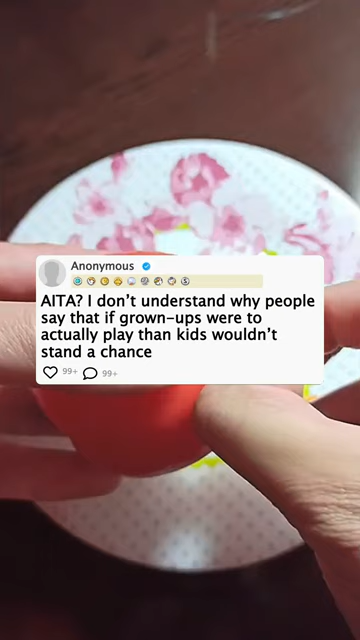 Anonymous
AITA? I don't understand why people
say that if grown-ups were to
actually play than kids wouldn't
stand a chance
99+ 99+